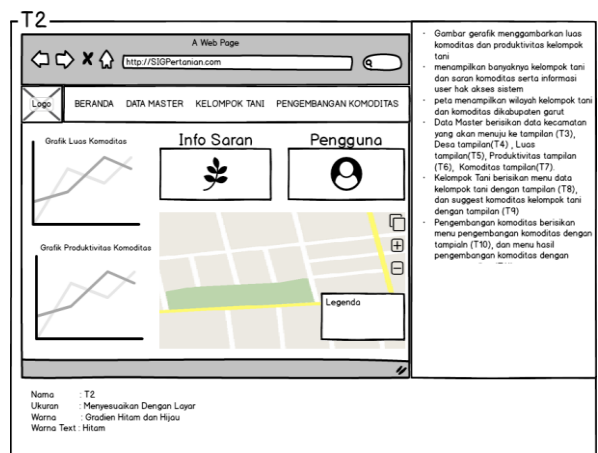 T2
A Web Page
http://SIGPertanian.com
Logo
BERANDA DATA MASTER KELOMPOK TANI PENGEMBANGAN KOMODITAS
Grafik Luas Komoditas
Info Saran
Pengguna
Grafik Produktivitas Komoditas
Legenda
Nama : T2
Ukuran : Menyesuaikan Dengan Layar
Warna : Gradien Hitam dan Hijau
Warna Text : Hitam
· Gambar gerafik menggambarkan luas
komoditas dan produktivitas kelompok
tani
· menampilkan banyaknya kelompok tani
dan saran komoditas serta informasi
user hak akses sistem
· peta menampilkan wilayah kelompok tani
dan komoditas dikabupaten garut
· Data Master berisikan data kecamatan
yang akan menuju ke tampilan (T3),
Desa tampilan(T4) , Luas
tampilan(T5), Produktivitas tampilan
(T6), Komoditas tampilan(T7).
· Kelompok Tani berisikan menu data
kelompok tani dengan tampilan (T8),
dan suggest komoditas kelompok tani
dengan tampilan (T9)
· Pengembangan komoditas berisikan
menu pengembangan komoditas dengan
tampialn (T10), dan menu hasil
pengembangan komoditas dengan